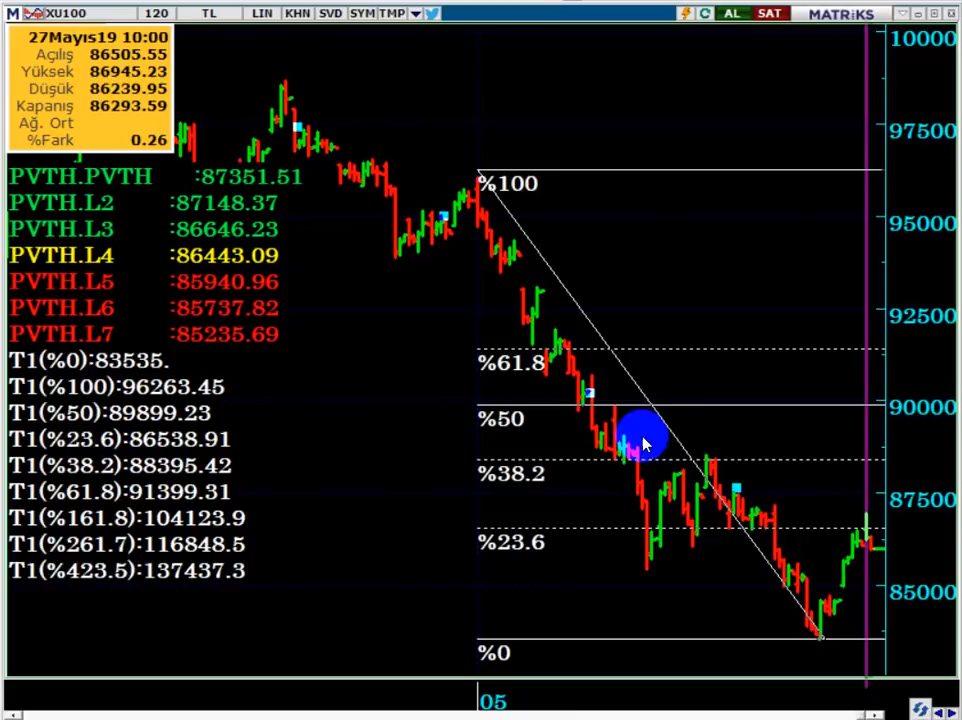 M XU100 120 TL LIN KHN SVD SYM TMP AL SAT MATRiKS
27Mayıs19 10:00
Açılış 86505.55
Yüksek 86945.23
Düşük 86239.95
Kapanış 86293.59
Ağ. Ort
%Fark 0.26
PVTH.PVTH :87351.51
PVTH.L2 :87148.37
PVTH.L3 :86646.23
PVTH.L4 :86443.09
PVTH.L5 :85940.96
PVTH.L6 :85737.82
PVTH.L7 :85235.69
T1(%0):83535.
T1(%100):96263.45
T1(%50):89899.23
T1(%23.6):86538.91
T1(%38.2):88395.42
T1(%61.8):91399.31
T1(%161.8):104123.9
T1(%261.7):116848.5
T1(%423.5):137437.3
%100
%61.8
%50
%38.2
%23.6
%0
10000
97500
95000
92500
90000
87500
85000
05